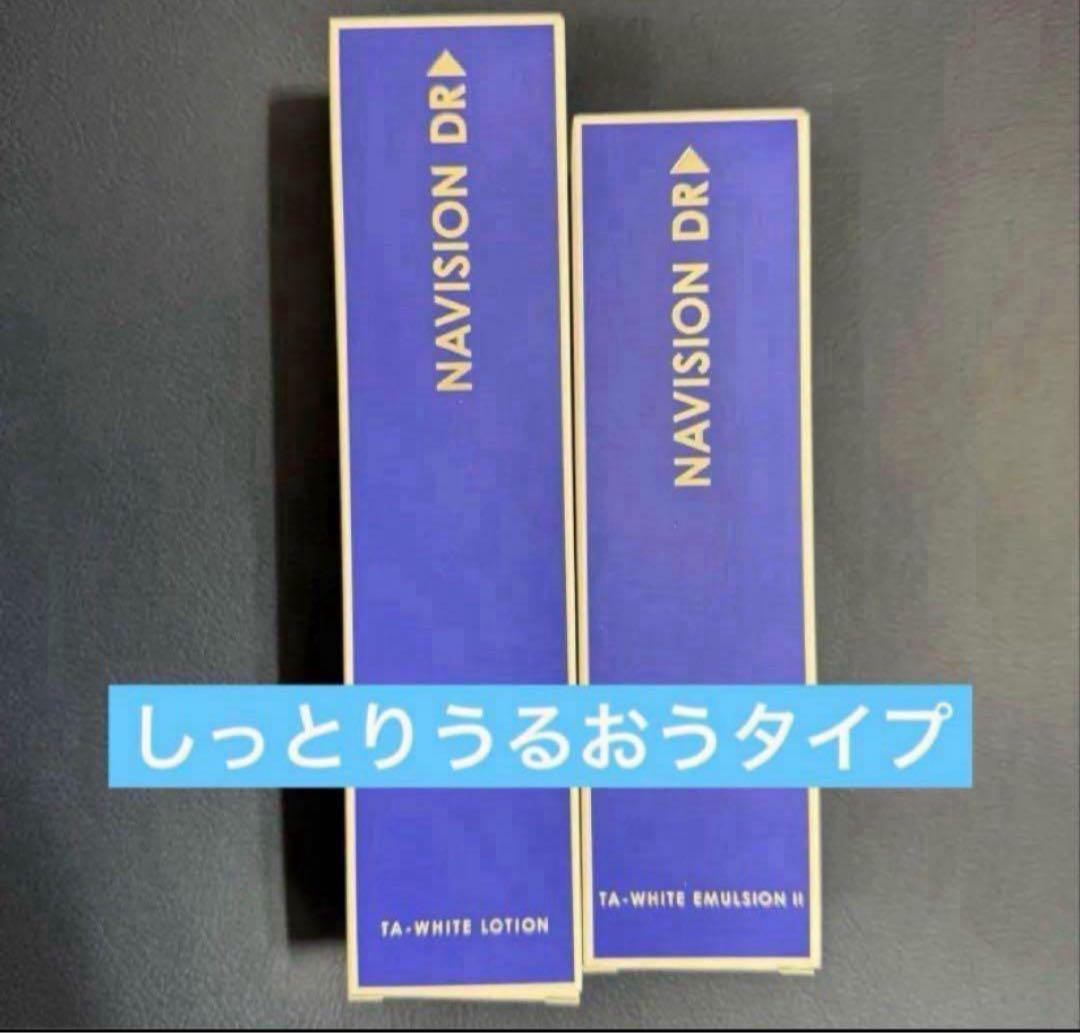 NAVISION DR
NAVISION DR
しっとりうるおうタイプ
TA-WHITE LOTION
TA-WHITE EMULSION II